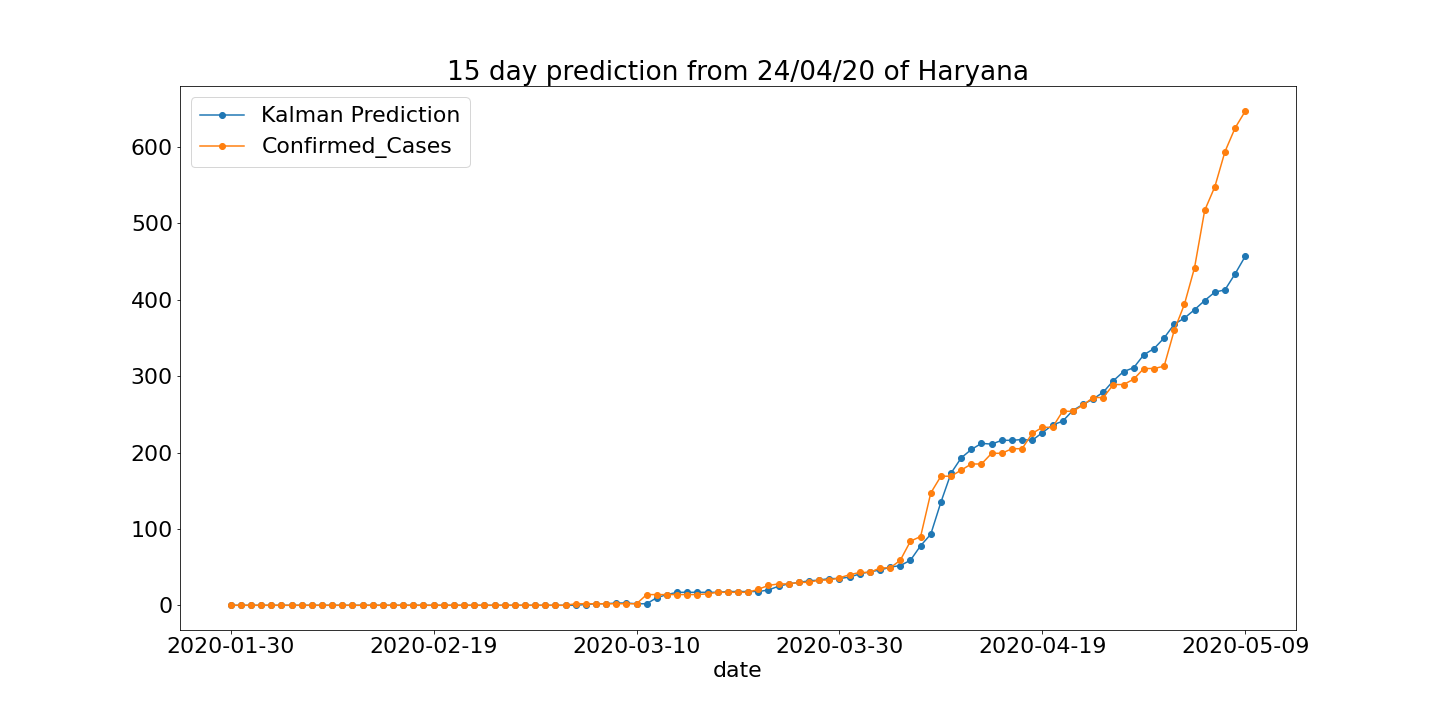 15 day prediction from 24/04/20 of Haryana
Kalman Prediction
Confirmed_Cases
600
500
400
300
200
100
0
2020-01-30 2020-02-19 2020-03-10 2020-03-30 2020-04-19 2020-05-09
date